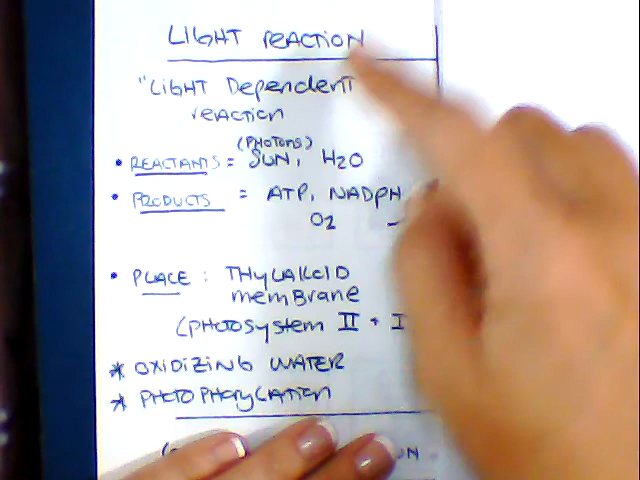 LIGHT REACTION
"LIGHT Dependent
reaction
(PHOTONS)
• REACTANTS = SUN, H2O
• PRODUCTS = ATP, NADPH
O2
• PLACE : THYLAKOID
membrane
(PHOTOSYSTEM II + I
* OXIDIZING WATER
* PHOTOPHORYLATION